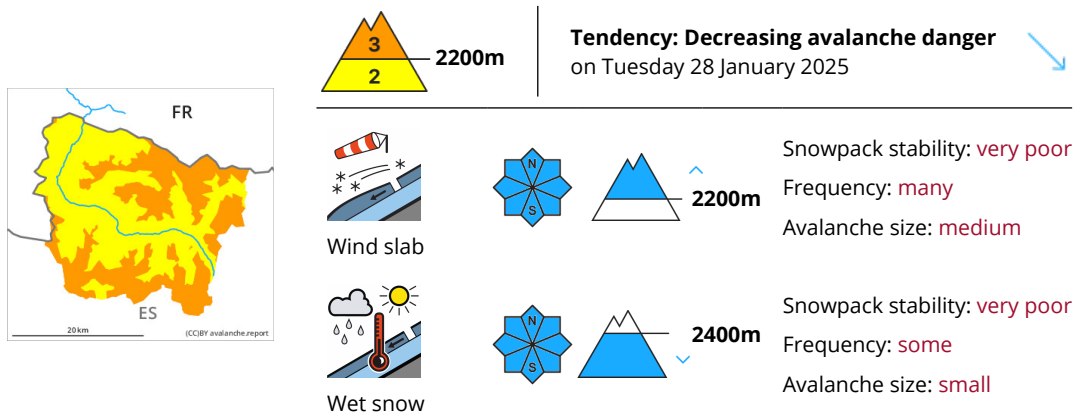 3
2
2200m
Tendency: Decreasing avalanche danger
on Tuesday 28 January 2025
FR
ES
20 km
(CC)BY avalanche.report
Wind slab
N
S
2200m
Snowpack stability: very poor
Frequency: many
Avalanche size: medium
Wet snow
N
S
2400m
Snowpack stability: very poor
Frequency: some
Avalanche size: small